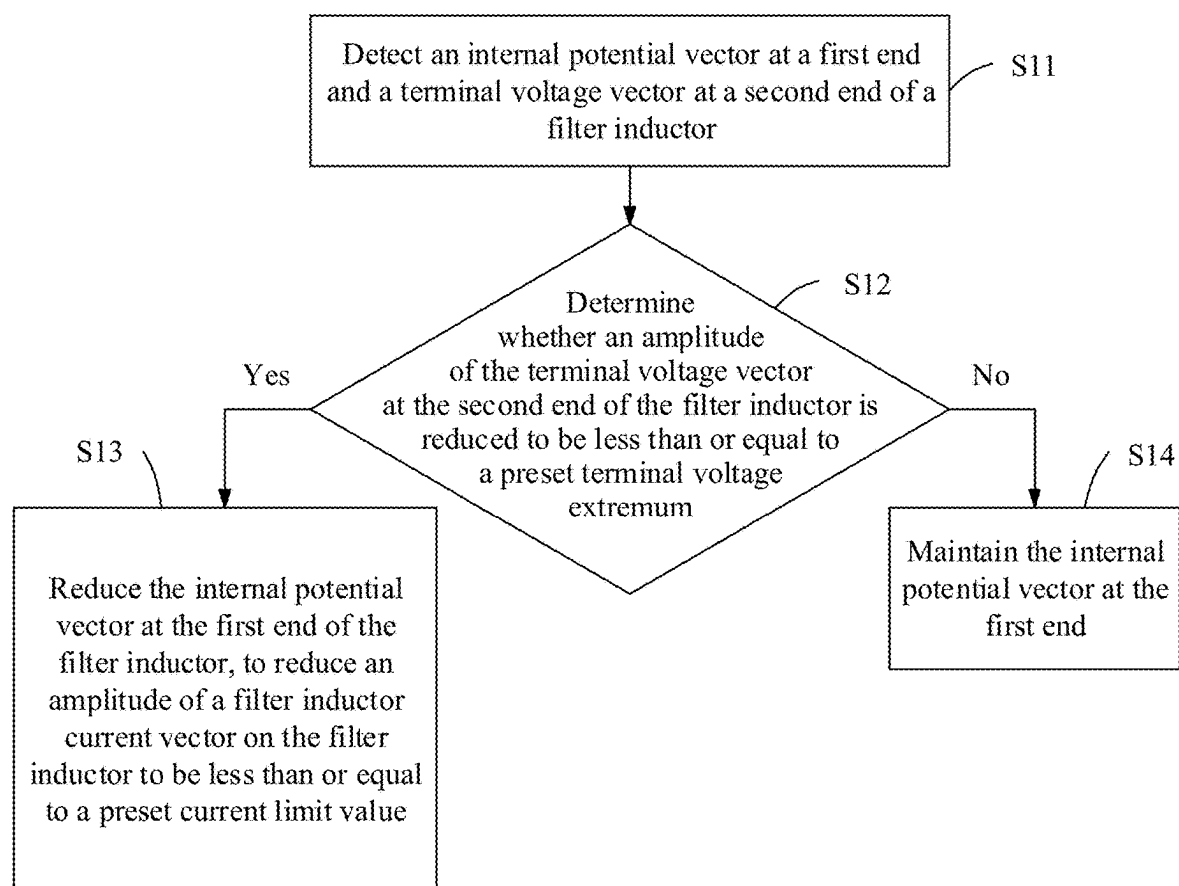 Detect an internal potential vector at a first end
and a terminal voltage vector at a second end of a
filter inductor
S11
Determine
whether an amplitude
of the terminal voltage vector
at the second end of the filter inductor is
reduced to be less than or equal to
a preset terminal voltage
extremum
S12
Yes
No
S13
Reduce the internal potential
vector at the first end of the
filter inductor, to reduce an
amplitude of a filter inductor
current vector on the filter
inductor to be less than or equal
to a preset current limit value
S14
Maintain the internal
potential vector at the
first end